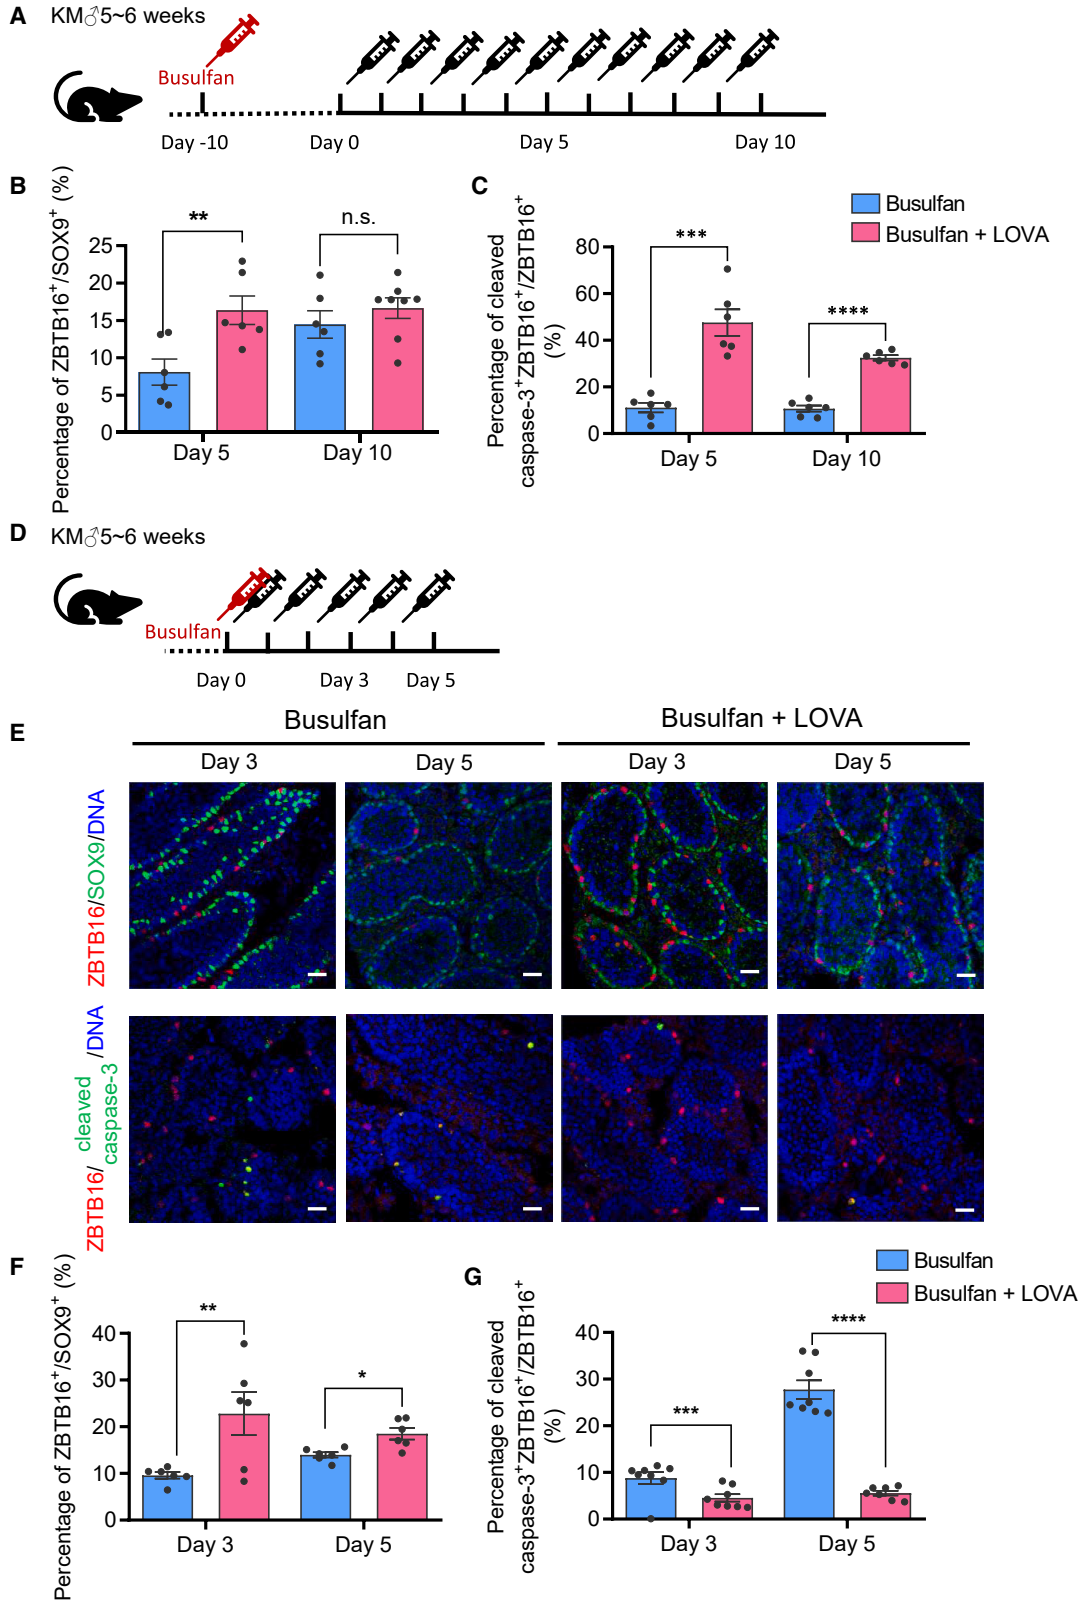 A
KM♂5~6 weeks
Busulfan
Day -10
Day 0
Day 5
Day 10
B
Percentage of ZBTB16+/SOX9+ (%)
25
20
15
10
5
0
**
n.s.
Day 5
Day 10
C
Percentage of cleaved
caspase-3+ZBTB16+/ZBTB16+
(%)
80
60
40
20
0
***
****
Day 5
Day 10
Busulfan
Busulfan + LOVA
D
KM♂5~6 weeks
Busulfan
Day 0
Day 3
Day 5
E
Busulfan
Busulfan + LOVA
Day 3
Day 5
Day 3
Day 5
ZBTB16/SOX9/DNA
ZBTB16/cleaved caspase-3/DNA
F
Percentage of ZBTB16+/SOX9+ (%)
40
30
20
10
0
**
*
Day 3
Day 5
G
Percentage of cleaved
caspase-3+ZBTB16+/ZBTB16+
(%)
40
30
20
10
0
***
****
Day 3
Day 5
Busulfan
Busulfan + LOVA